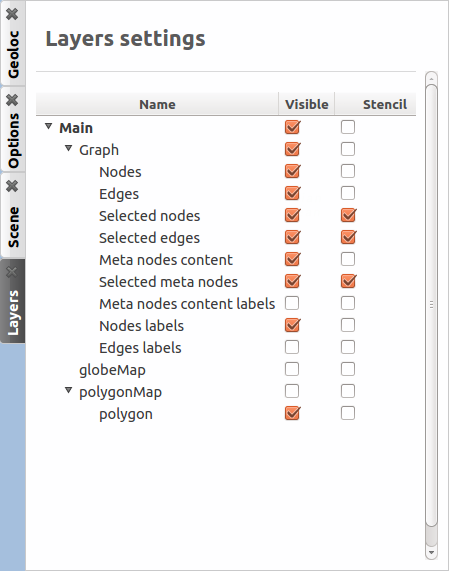 Layers settings
Geoloc
Options
Scene
Layers
Name Visible Stencil
Main
Graph
Nodes
Edges
Selected nodes
Selected edges
Meta nodes content
Selected meta nodes
Meta nodes content labels
Nodes labels
Edges labels
globeMap
polygonMap
polygon